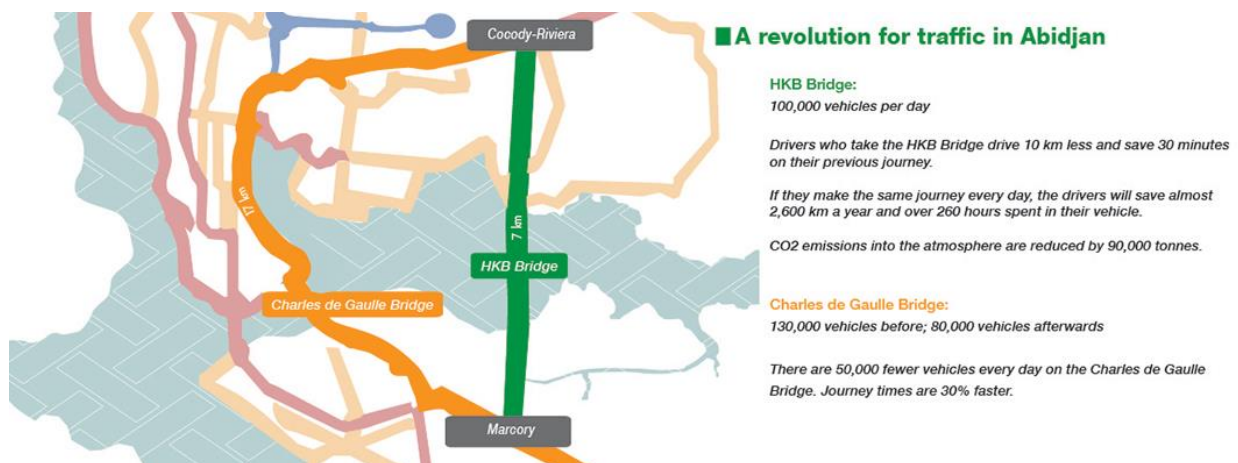 Cocody-Riviera
17 km
7 km
HKB Bridge
Charles de Gaulle Bridge
Marcory
A revolution for traffic in Abidjan
HKB Bridge:
100,000 vehicles per day
Drivers who take the HKB Bridge drive 10 km less and save 30 minutes
on their previous journey.
If they make the same journey every day, the drivers will save almost
2,600 km a year and over 260 hours spent in their vehicle.
CO2 emissions into the atmosphere are reduced by 90,000 tonnes.
Charles de Gaulle Bridge:
130,000 vehicles before; 80,000 vehicles afterwards
There are 50,000 fewer vehicles every day on the Charles de Gaulle
Bridge. Journey times are 30% faster.